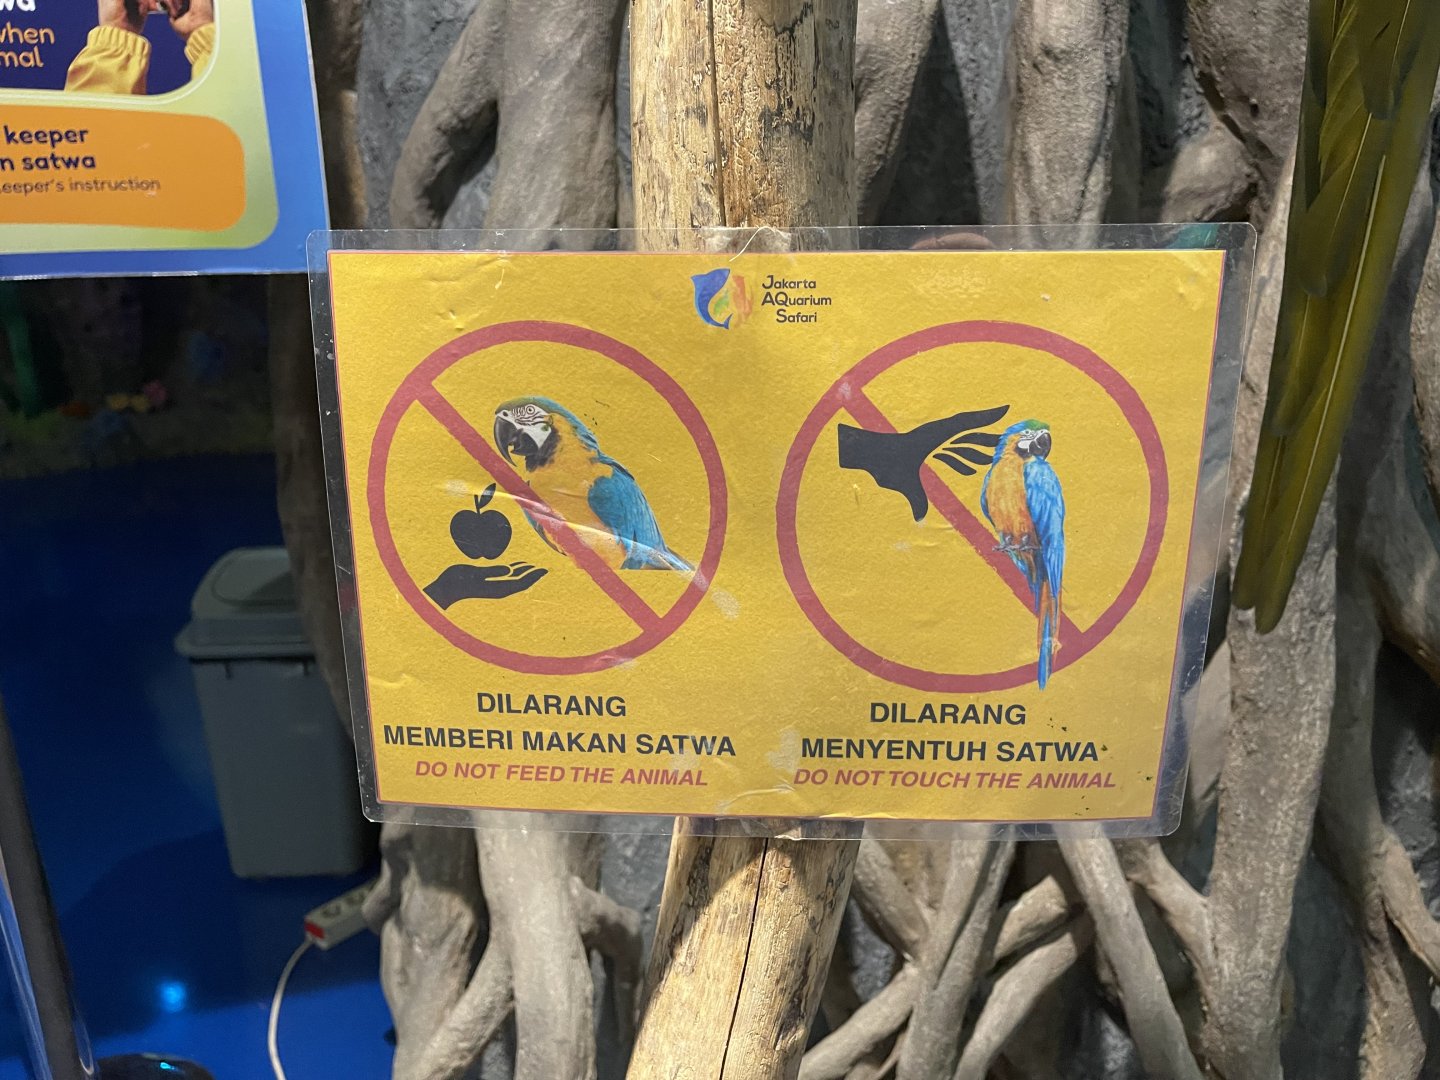 when
keeper
satwa
instruction
Jakarta
AQuarium
Safari
DILARANG
MEMBERI MAKAN SATWA
DO NOT FEED THE ANIMAL
DILARANG
MENYENTUH SATWA
DO NOT TOUCH THE ANIMAL